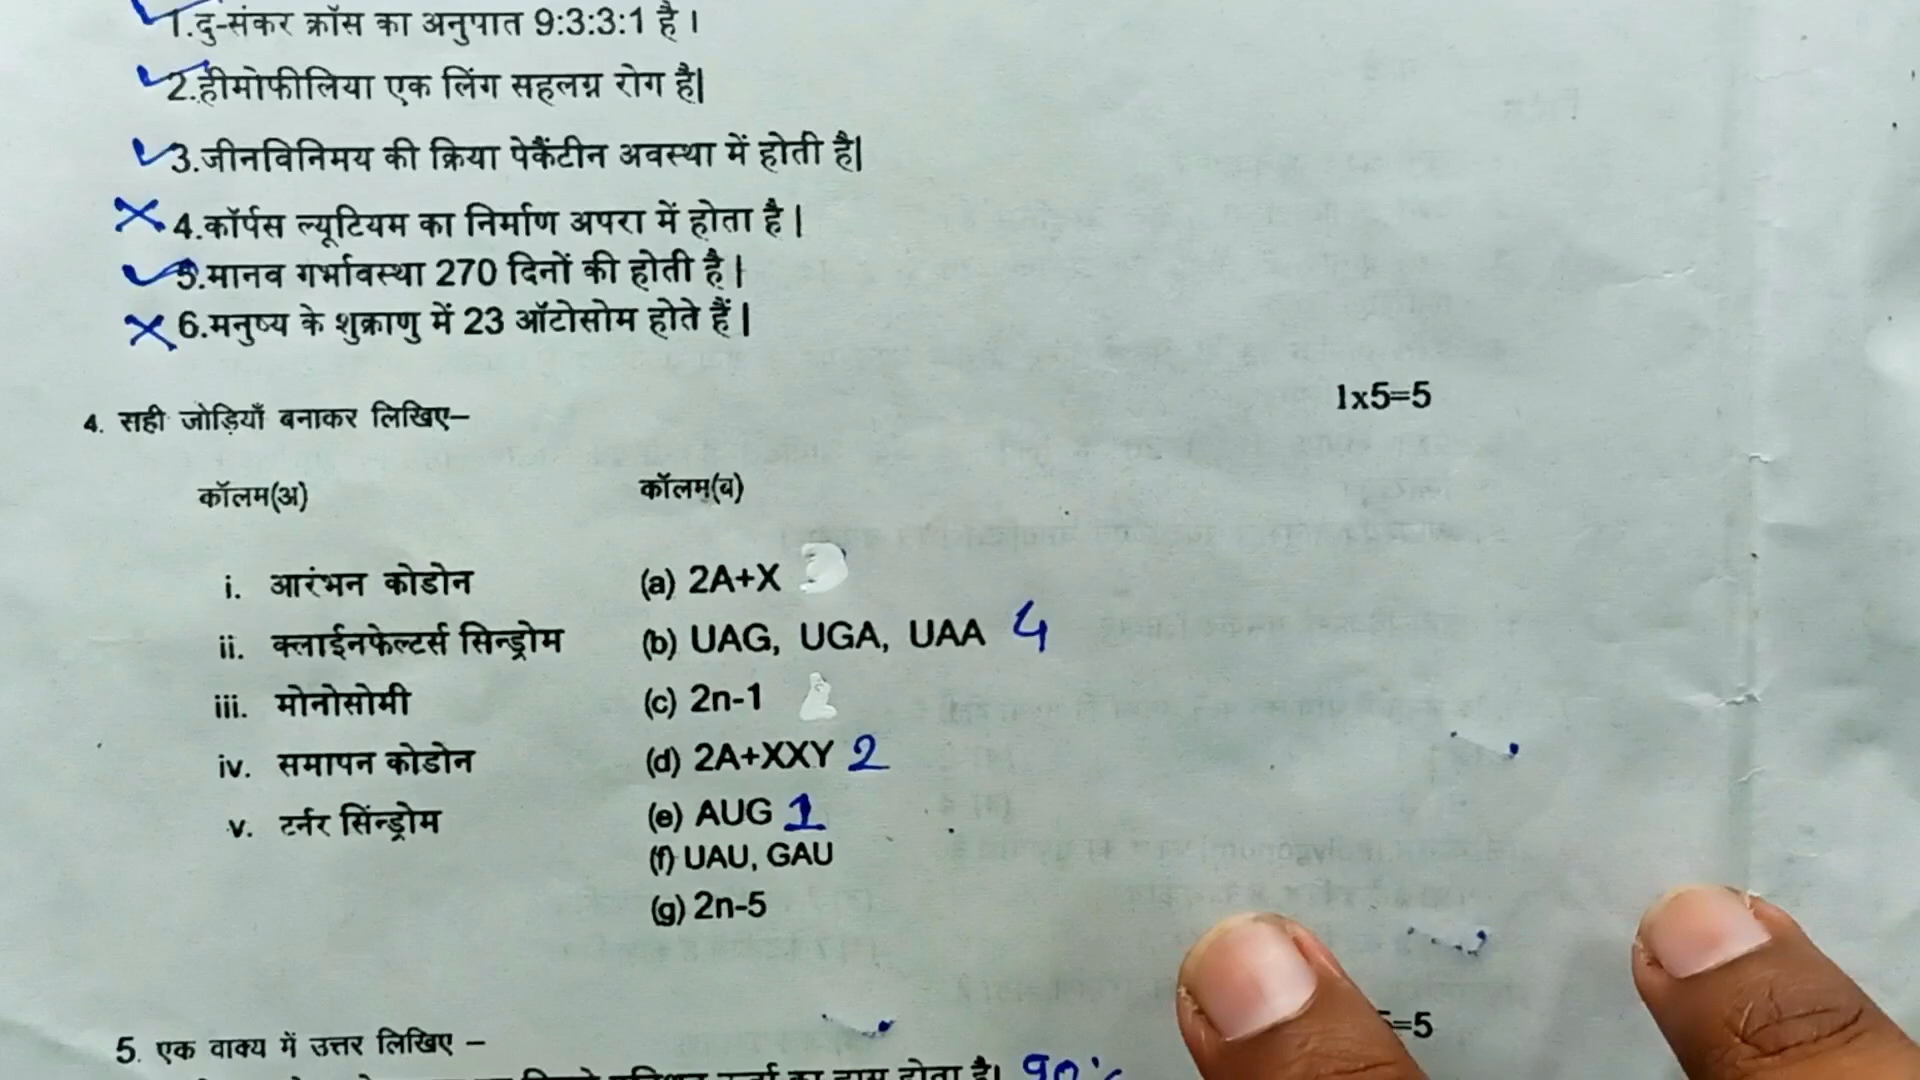 1.दु-संकर क्रॉस का अनुपात 9:3:3:1 है ।
2.हीमोफीलिया एक लिंग सहलग्न रोग है|
3.जीनविनिमय की क्रिया पेकैंटीन अवस्था में होती है|
4.कॉर्पस ल्यूटियम का निर्माण अपरा में होता है |
5.मानव गर्भावस्था 270 दिनों की होती है |
6.मनुष्य के शुक्राणु में 23 ऑटोसोम होते हैं |
4. सही जोड़ियाँ बनाकर लिखिए– 1x5=5
कॉलम(अ) कॉलम(ब)
i. आरंभन कोडोन (a) 2A+X
ii. क्लाईनफेल्टर्स सिन्ड्रोम (b) UAG, UGA, UAA 4
iii. मोनोसोमी (c) 2n-1
iv. समापन कोडोन (d) 2A+XXY 2
v. टर्नर सिंन्ड्रोम (e) AUG 1
(f) UAU, GAU
(g) 2n-5
5. एक वाक्य में उत्तर लिखिए – =5
का ह्रास होता है।